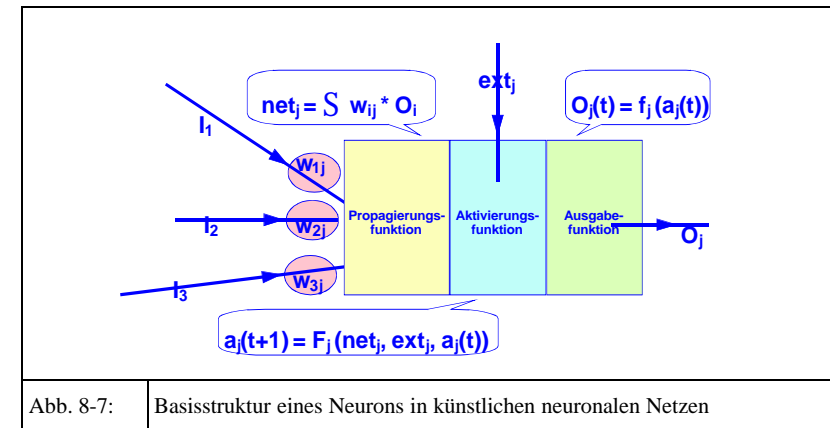 net_j = S w_ij * O_i
ext_j
O_j(t) = f_j (a_j(t))
I_1
w_1j
I_2
w_2j
I_3
w_3j
Propagierungs-
funktion
Aktivierungs-
funktion
Ausgabe-
funktion
O_j
a_j(t+1) = F_j (net_j, ext_j, a_j(t))
Abb. 8-7: Basisstruktur eines Neurons in künstlichen neuronalen Netzen